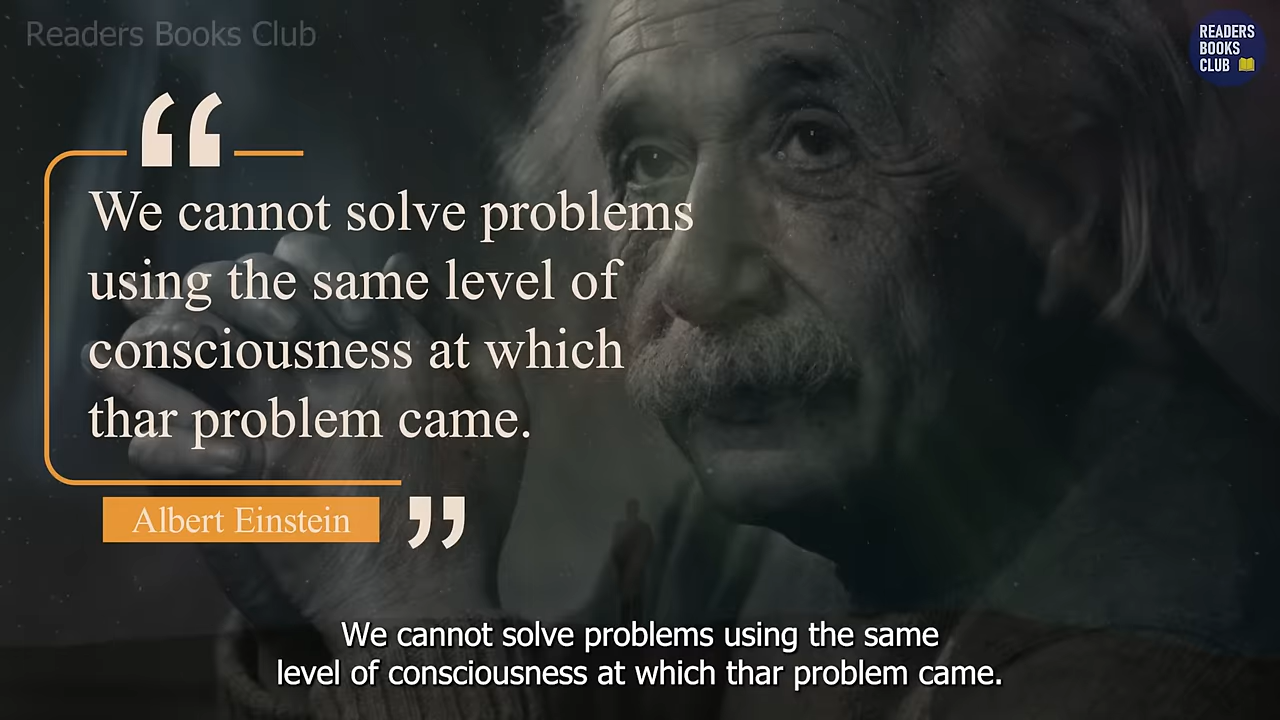 Readers Books Club
READERS
BOOKS
CLUB
“
We cannot solve problems
using the same level of
consciousness at which
thar problem came.
Albert Einstein
”
We cannot solve problems using the same
level of consciousness at which thar problem came.